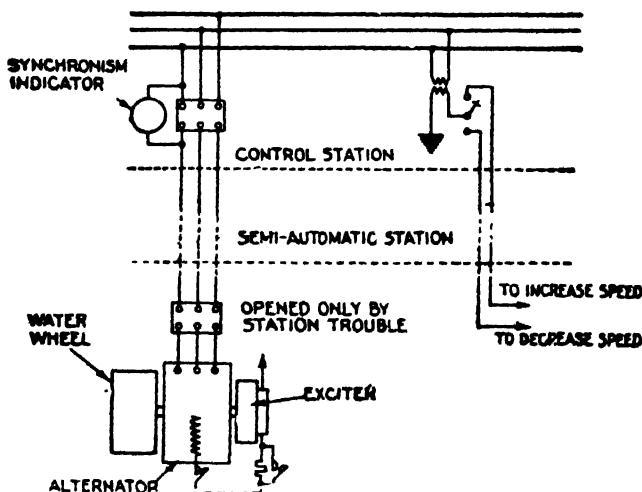 SYNCHRONISM
INDICATOR
CONTROL STATION
SEMI-AUTOMATIC STATION
OPENED ONLY BY
STATION TROUBLE
TO INCREASE SPEED
TO DECREASE SPEED
WATER
WHEEL
EXCITER
ALTERNATOR